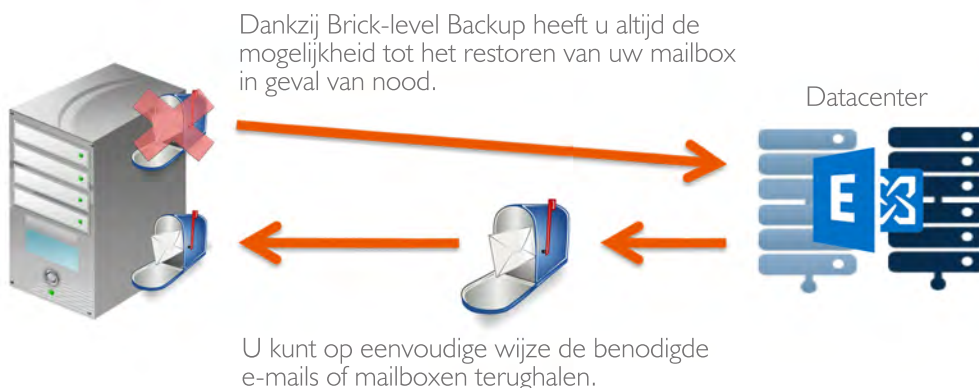 Dankzij Brick-level Backup heeft u altijd de
mogelijkheid tot het restoren van uw mailbox
in geval van nood.
Datacenter
E
U kunt op eenvoudige wijze de benodigde
e-mails of mailboxen terughalen.